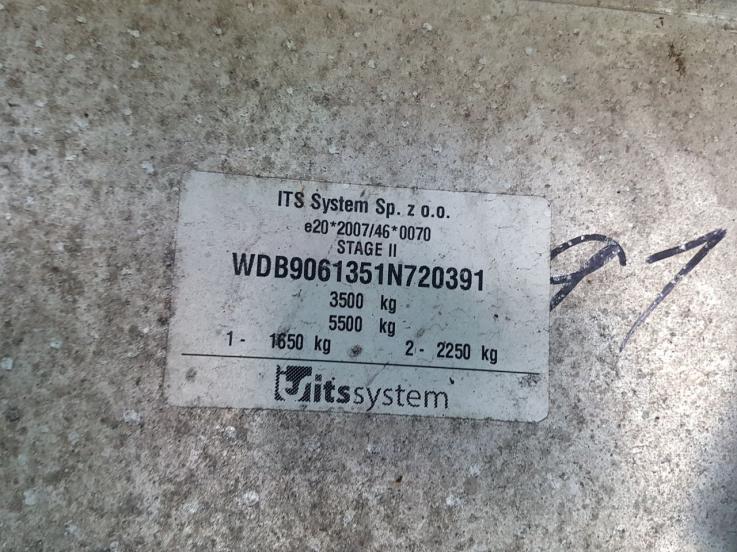 ITS System Sp. z o.o.
e20*2007/46*0070
STAGE II
WDB9061351N720391
3500 kg
5500 kg
1 - 1650 kg 2 - 2250 kg
itssystem
91